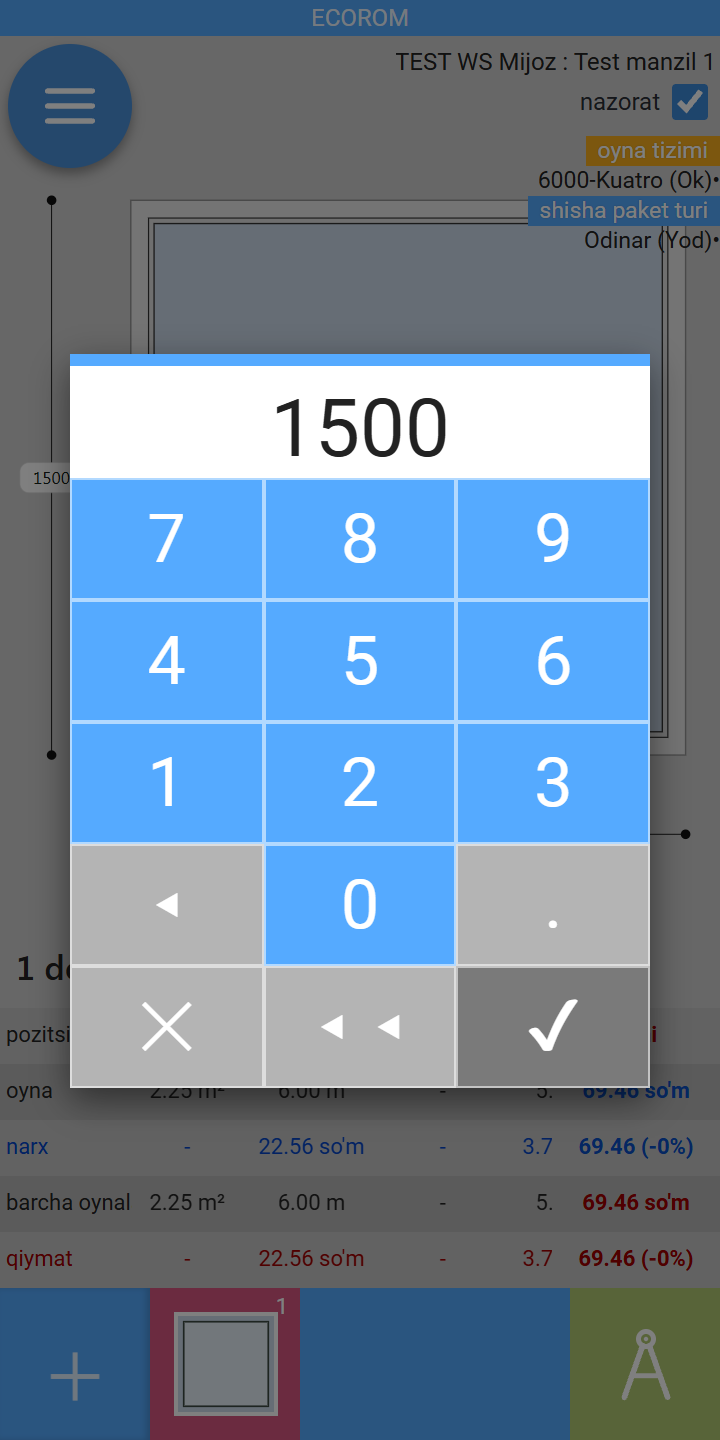 ECOROM
TEST WS Mijoz : Test manzil 1
nazorat
oyna tizimi
6000-Kuatro (Ok)•
shisha paket turi
Odinar (Yod)•
1500
1500
7 8 9
4 5 6
1 2 3
0 .
1
pozitsi
oyna 2.25 m² 6.00 m - 5. 69.46 so'm
narx - 22.56 so'm - 3.7 69.46 (-0%)
barcha oynal 2.25 m² 6.00 m - 5. 69.46 so'm
qiymat - 22.56 so'm - 3.7 69.46 (-0%)
1